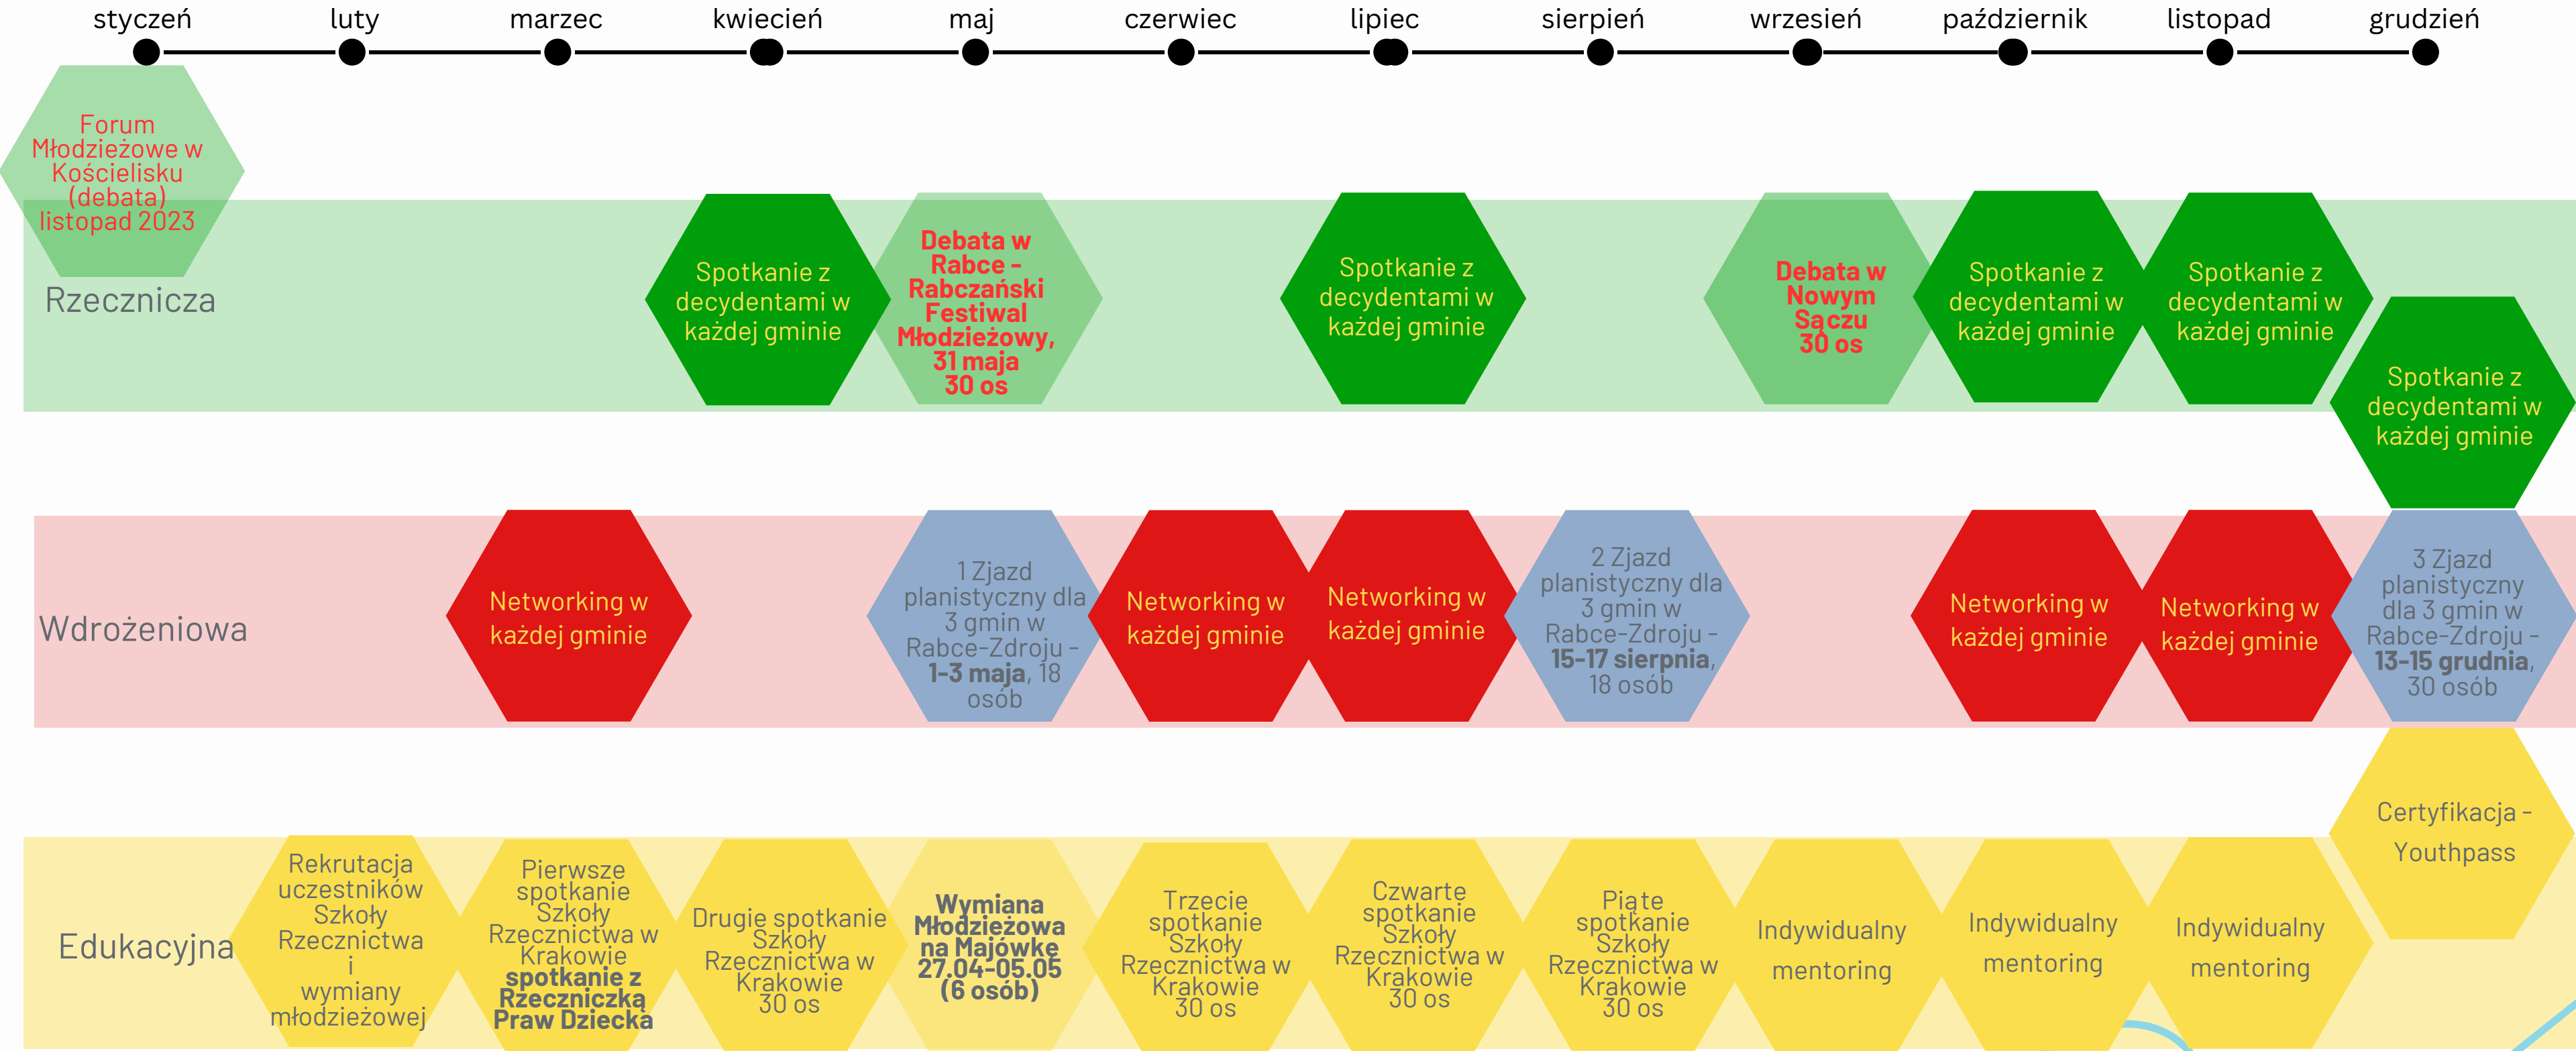 styczeń
luty
marzec
kwiecień
maj
czerwiec
lipiec
sierpień
wrzesień
październik
listopad
grudzień
Forum
Młodzieżowe w
Kościelisku
(debata)
listopad 2023
Rzecznicza
Spotkanie z
decydentami w
każdej gminie
Debata w
Rabce -
Rabczański
Festiwal
Młodzieżowy,
31 maja
30 os
Spotkanie z
decydentami w
każdej gminie
Debata w
Nowym
Sączu
30 os
Spotkanie z
decydentami w
każdej gminie
Spotkanie z
decydentami w
każdej gminie
Spotkanie z
decydentami w
każdej gminie
Wdrożeniowa
Networking w
każdej gminie
1 Zjazd
planistyczny dla
3 gmin w
Rabce-Zdroju -
1-3 maja, 18
osób
Networking w
każdej gminie
Networking w
każdej gminie
2 Zjazd
planistyczny dla
3 gmin w
Rabce-Zdroju -
15-17 sierpnia,
18 osób
Networking w
każdej gminie
Networking w
każdej gminie
3 Zjazd
planistyczny
dla 3 gmin w
Rabce-Zdroju -
13-15 grudnia,
30 osób
Edukacyjna
Rekrutacja
uczestników
Szkoły
Rzecznictwa
i
wymiany
młodzieżowej
Pierwsze
spotkanie
Szkoły
Rzecznictwa w
Krakowie
spotkanie z
Rzeczniczką
Praw Dziecka
Drugie spotkanie
Szkoły
Rzecznictwa w
Krakowie
30 os
Wymiana
Młodzieżowa
na Majówkę
27.04-05.05
(6 osób)
Trzecie
spotkanie
Szkoły
Rzecznictwa w
Krakowie
30 os
Czwarte
spotkanie
Szkoły
Rzecznictwa w
Krakowie
30 os
Piąte
spotkanie
Szkoły
Rzecznictwa w
Krakowie
30 os
Indywidualny
mentoring
Indywidualny
mentoring
Indywidualny
mentoring
Certyfikacja -
Youthpass